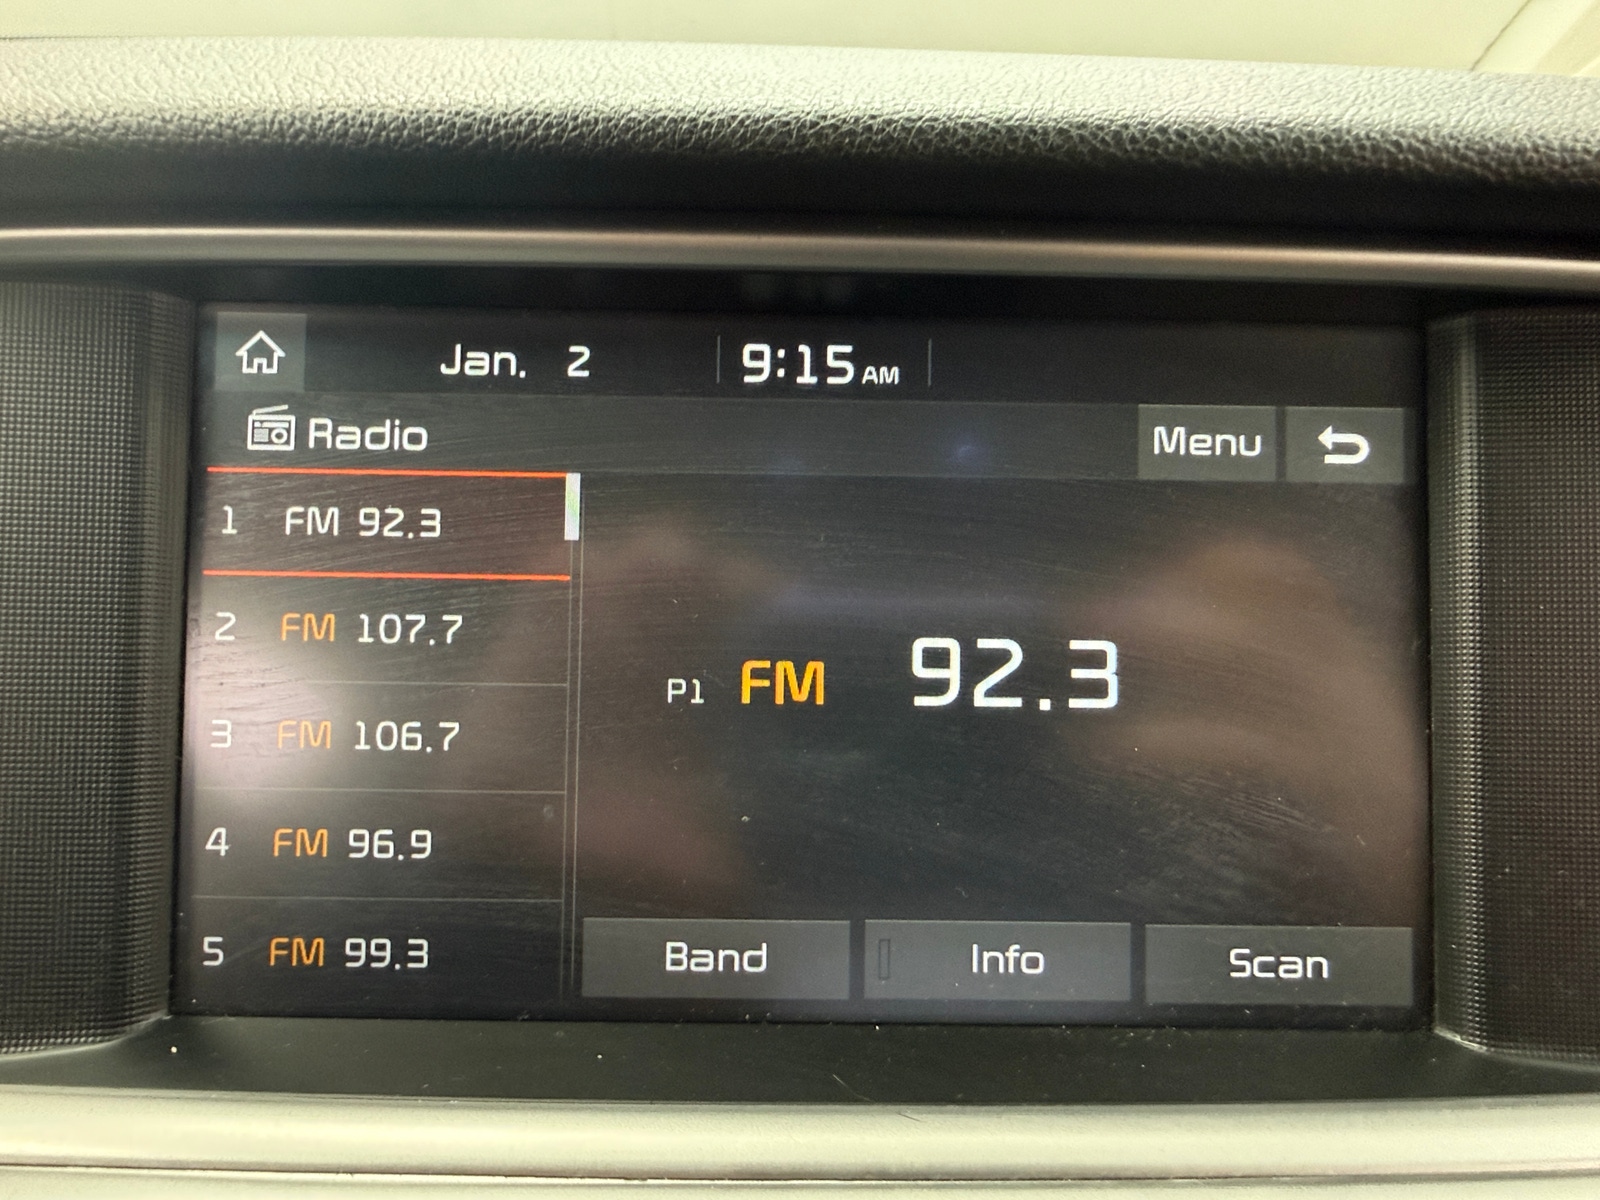 Jan. 2 9:15 AM
Radio Menu
1 FM 92.3
2 FM 107.7
3 FM 106.7
4 FM 96.9
5 FM 99.3
P1 FM 92.3
Band Info Scan